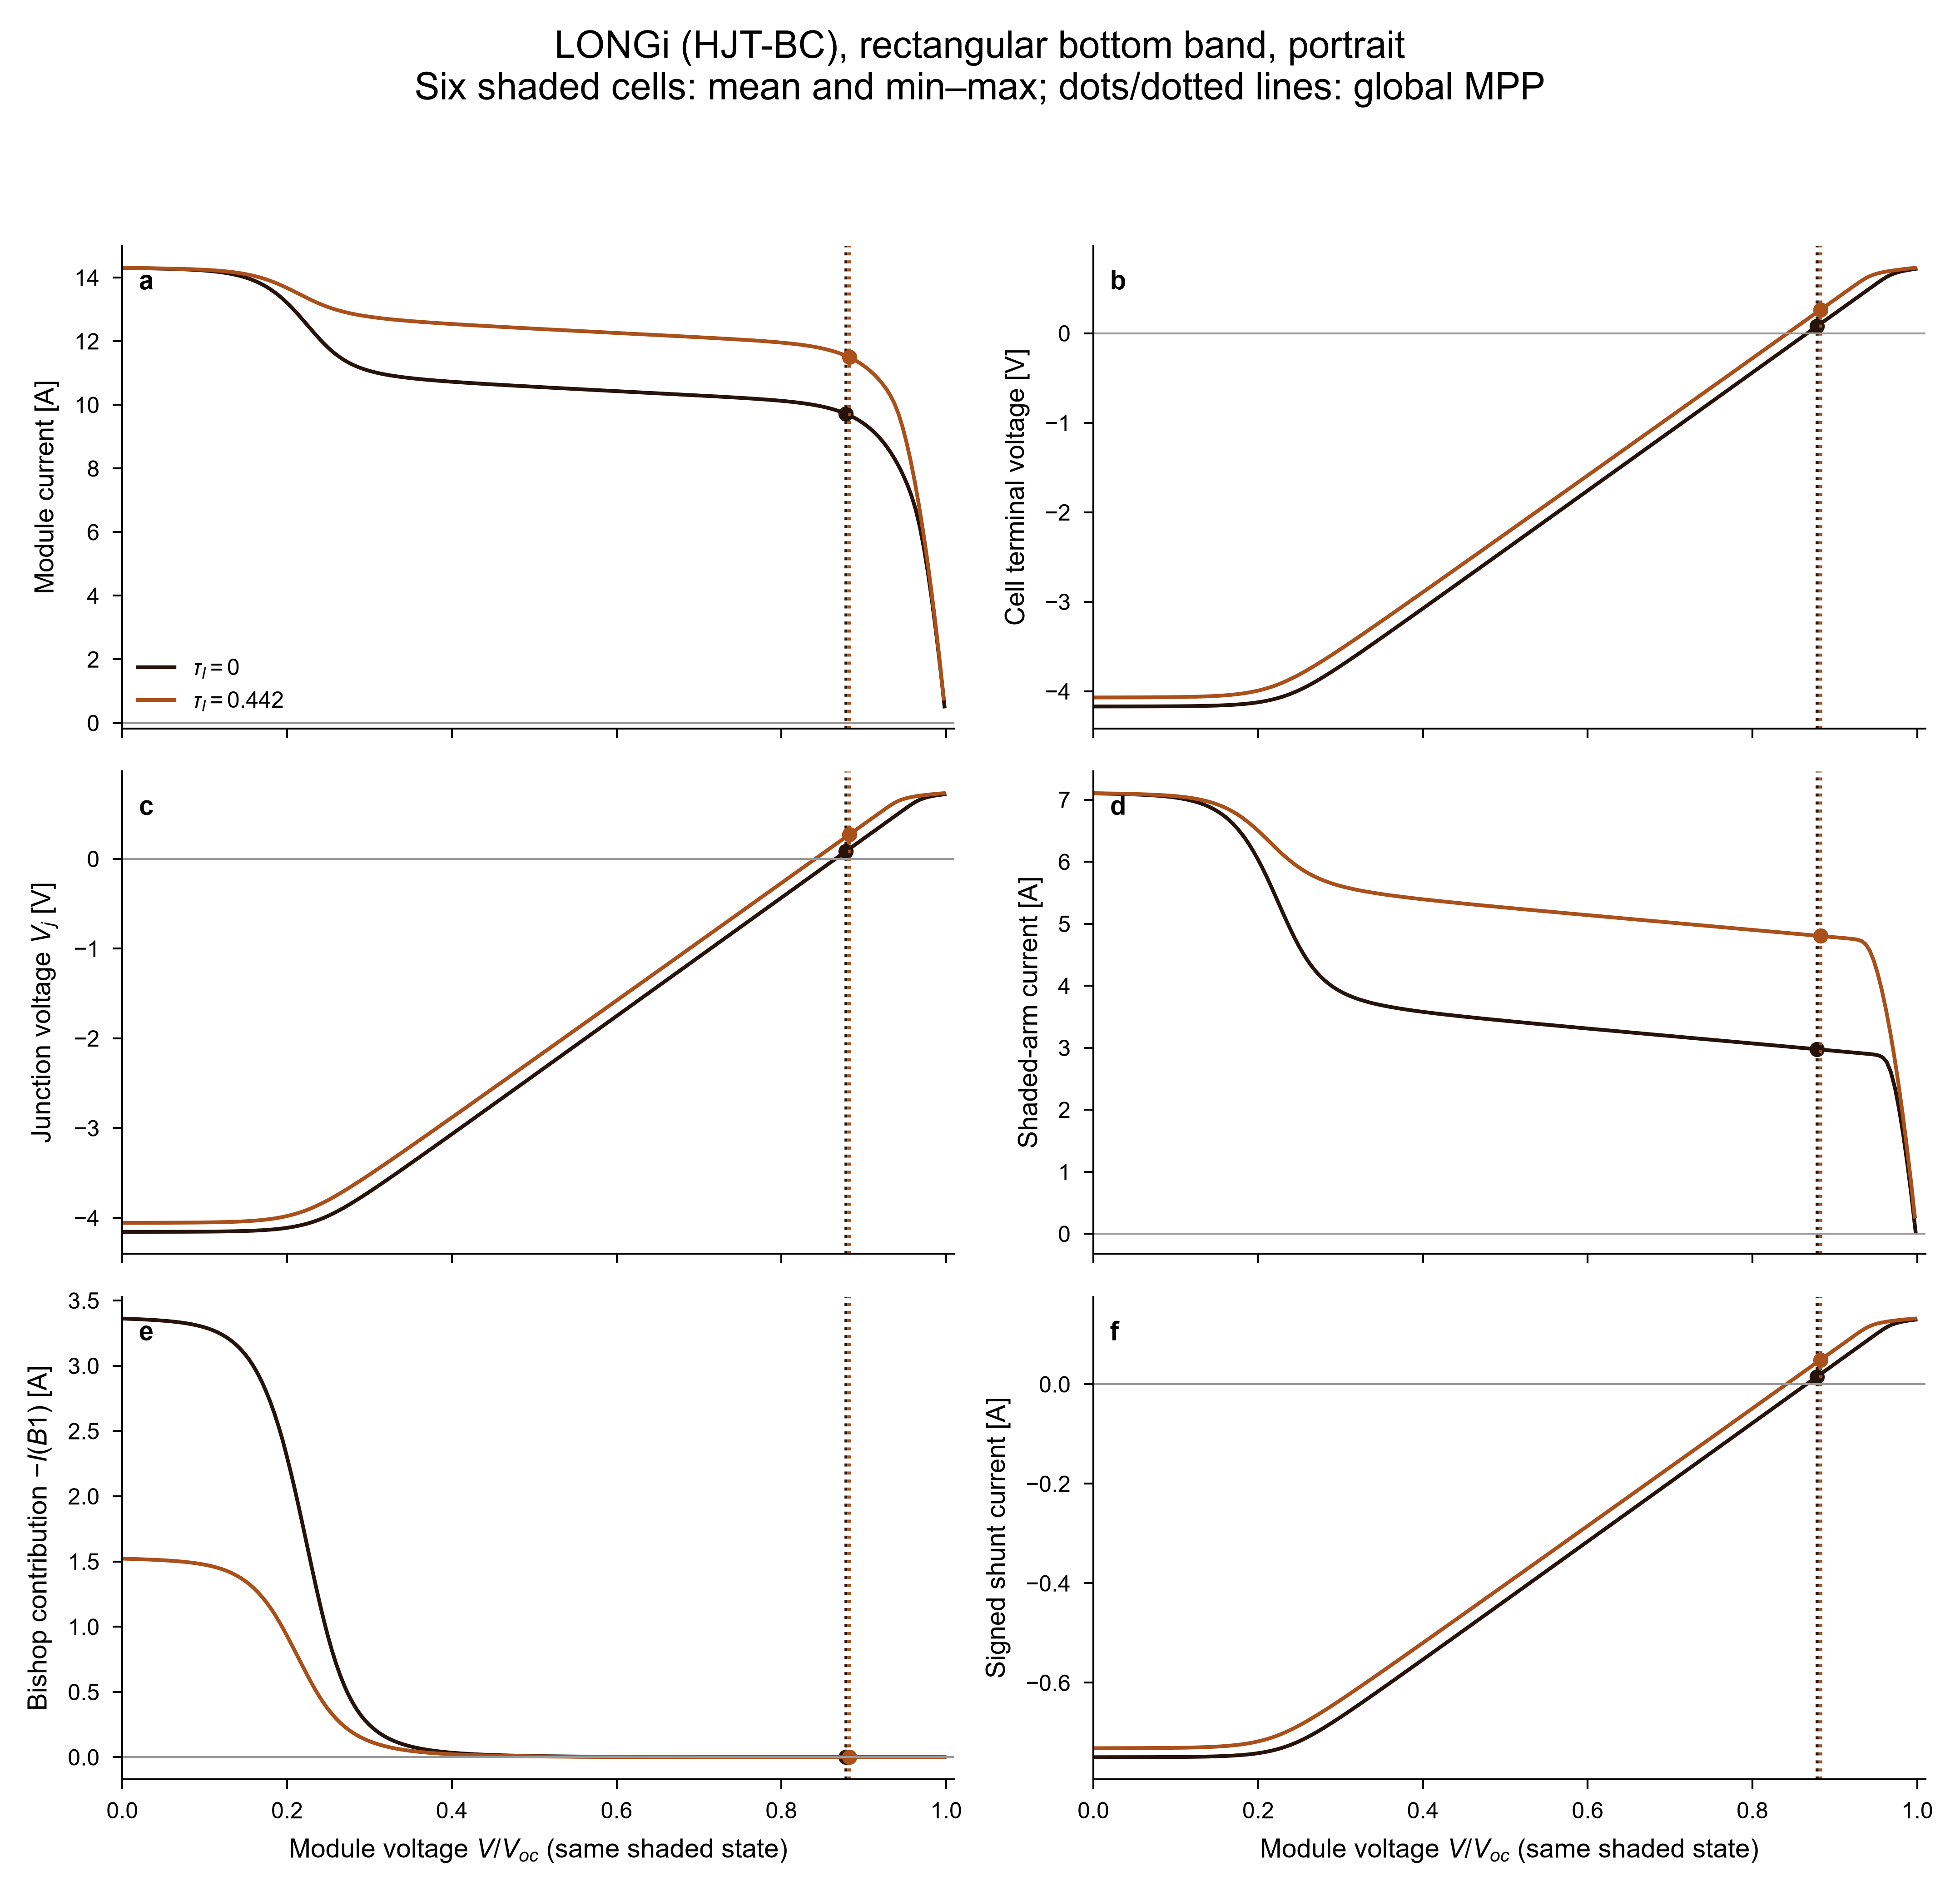 LONGi (HJT-BC), rectangular bottom band, portrait
Six shaded cells: mean and min–max; dots/dotted lines: global MPP
a
Module current [A]
14
12
10
8
6
4
2
0
τI = 0
τI = 0.442
b
Cell terminal voltage [V]
0
−1
−2
−3
−4
c
Junction voltage Vj [V]
0
−1
−2
−3
−4
d
Shaded-arm current [A]
7
6
5
4
3
2
1
0
e
Bishop contribution −I(B1) [A]
3.5
3.0
2.5
2.0
1.5
1.0
0.5
0.0
0.0 0.2 0.4 0.6 0.8 1.0
Module voltage V/Voc (same shaded state)
f
Signed shunt current [A]
0.0
−0.2
−0.4
−0.6
0.0 0.2 0.4 0.6 0.8 1.0
Module voltage V/Voc (same shaded state)